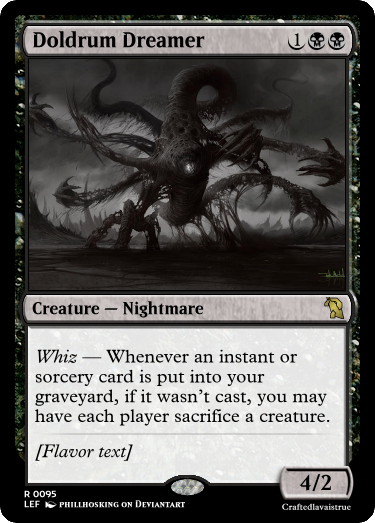 Doldrum Dreamer 1
Creature — Nightmare
Whiz — Whenever an instant or
sorcery card is put into your
graveyard, if it wasn't cast, you may
have each player sacrifice a creature.
[Flavor text]
4/2
R 0095
LEF PHILLHOSKING ON DEVIANTART
Craftedlavaistrue